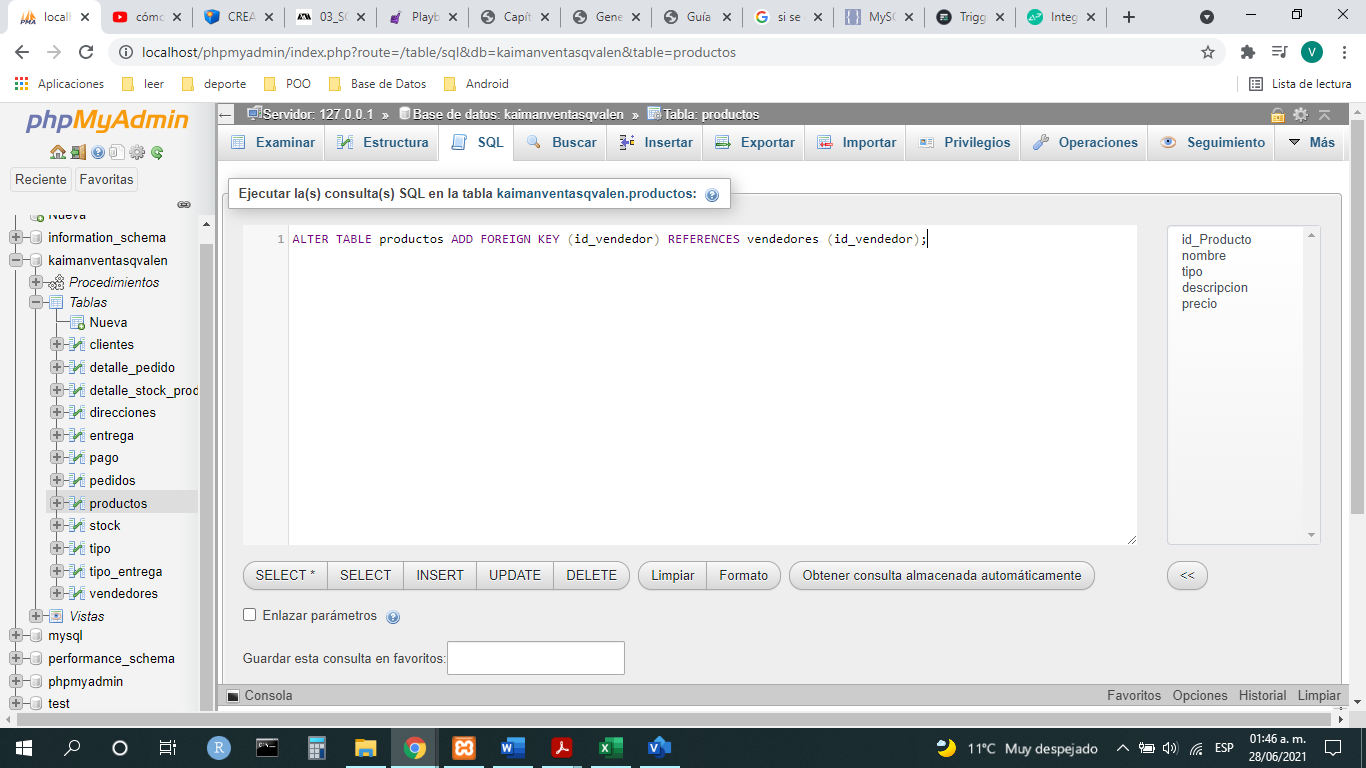 locall
cómo
CREA
03_SC
Playb
Capít
Gene
Guía
si se
MySQ
Trigg
Integ
localhost/phpmyadmin/index.php?route=/table/sql&db=kaimanventasqvalen&table=productos
V
Aplicaciones
leer
deporte
POO
Base de Datos
Android
Lista de lectura
phpMyAdmin
Reciente
Favoritas
Nueva
information_schema
kaimanventasqvalen
Procedimientos
Tablas
Nueva
clientes
detalle_pedido
detalle_stock_prod
direcciones
entrega
pago
pedidos
productos
stock
tipo
tipo_entrega
vendedores
Vistas
mysql
performance_schema
phpmyadmin
test
Servidor: 127.0.0.1 » Base de datos: kaimanventasqvalen » Tabla: productos
Examinar
Estructura
SQL
Buscar
Insertar
Exportar
Importar
Privilegios
Operaciones
Seguimiento
Más
Ejecutar la(s) consulta(s) SQL en la tabla kaimanventasqvalen.productos:
1 ALTER TABLE productos ADD FOREIGN KEY (id_vendedor) REFERENCES vendedores (id_vendedor);
id_Producto
nombre
tipo
descripcion
precio
SELECT *
SELECT
INSERT
UPDATE
DELETE
Limpiar
Formato
Obtener consulta almacenada automáticamente
<<
Enlazar parámetros
Guardar esta consulta en favoritos:
Consola
Favoritos
Opciones
Historial
Limpiar
11°C Muy despejado
ESP
01:46 a. m.
28/06/2021